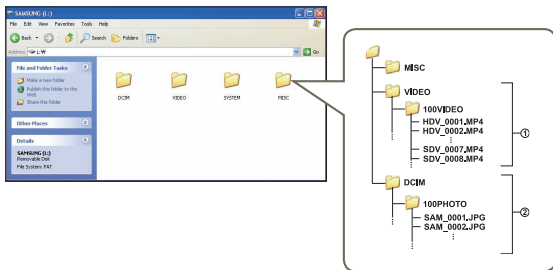 SAMSUNG (L:)
File Edit View Favorites Tools Help
Back Search Folders
Address L:₩ Go
File and Folder Tasks
Make a new folder
Publish this folder to the Web
Share this folder
Other Places
Details
SAMSUNG (L:)
Removable Disk
File System: FAT
DCIM VIDEO SYSTEM MISC
MISC
VIDEO
100VIDEO
HDV_0001.MP4
HDV_0002.MP4
SDV_0007.MP4
SDV_0008.MP4
①
DCIM
100PHOTO
SAM_0001.JPG
SAM_0002.JPG
②